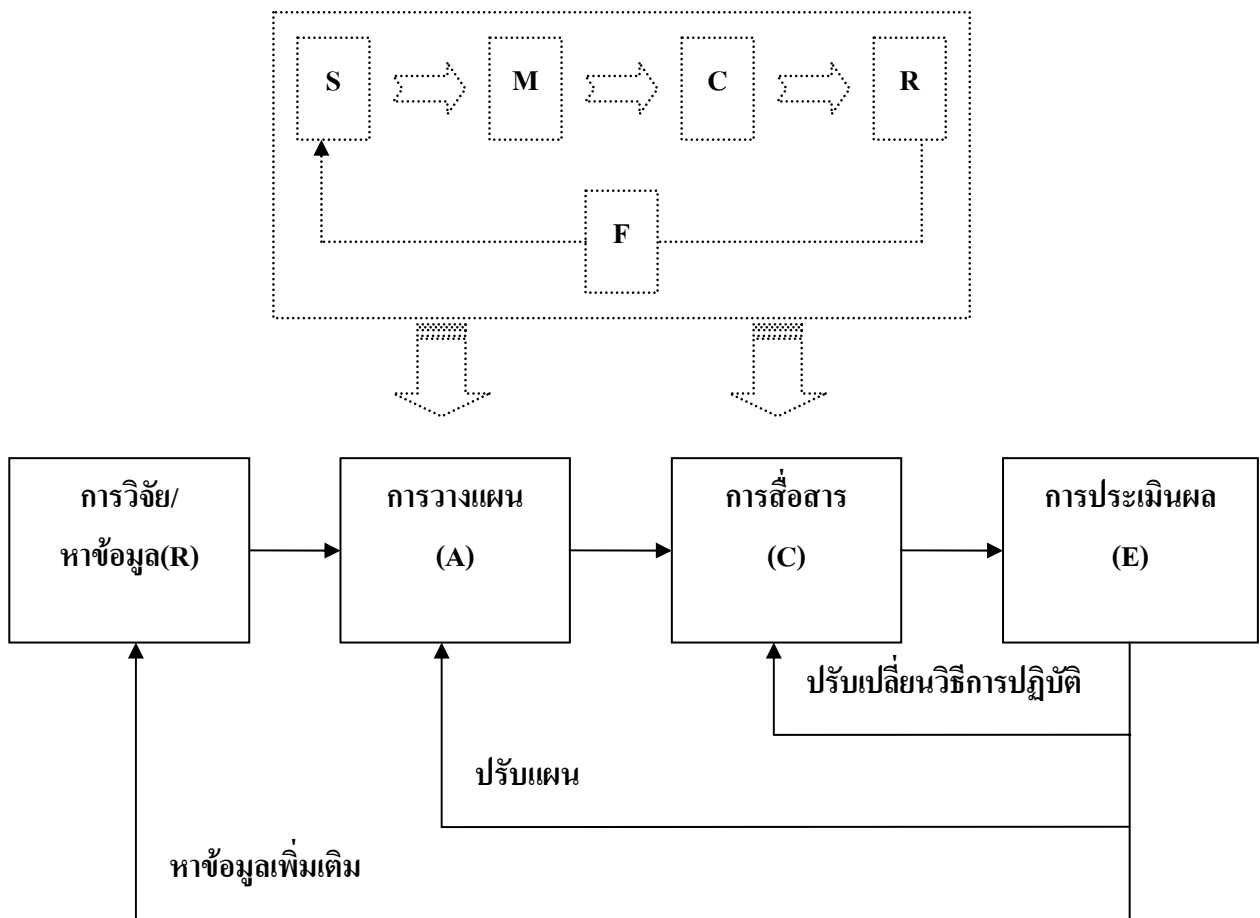 S M C R
F
การวิจัย/
หาข้อมูล(R)
การวางแผน
(A)
การสื่อสาร
(C)
การประเมินผล
(E)
ปรับเปลี่ยนวิธีการปฏิบัติ
ปรับแผน
หาข้อมูลเพิ่มเติม